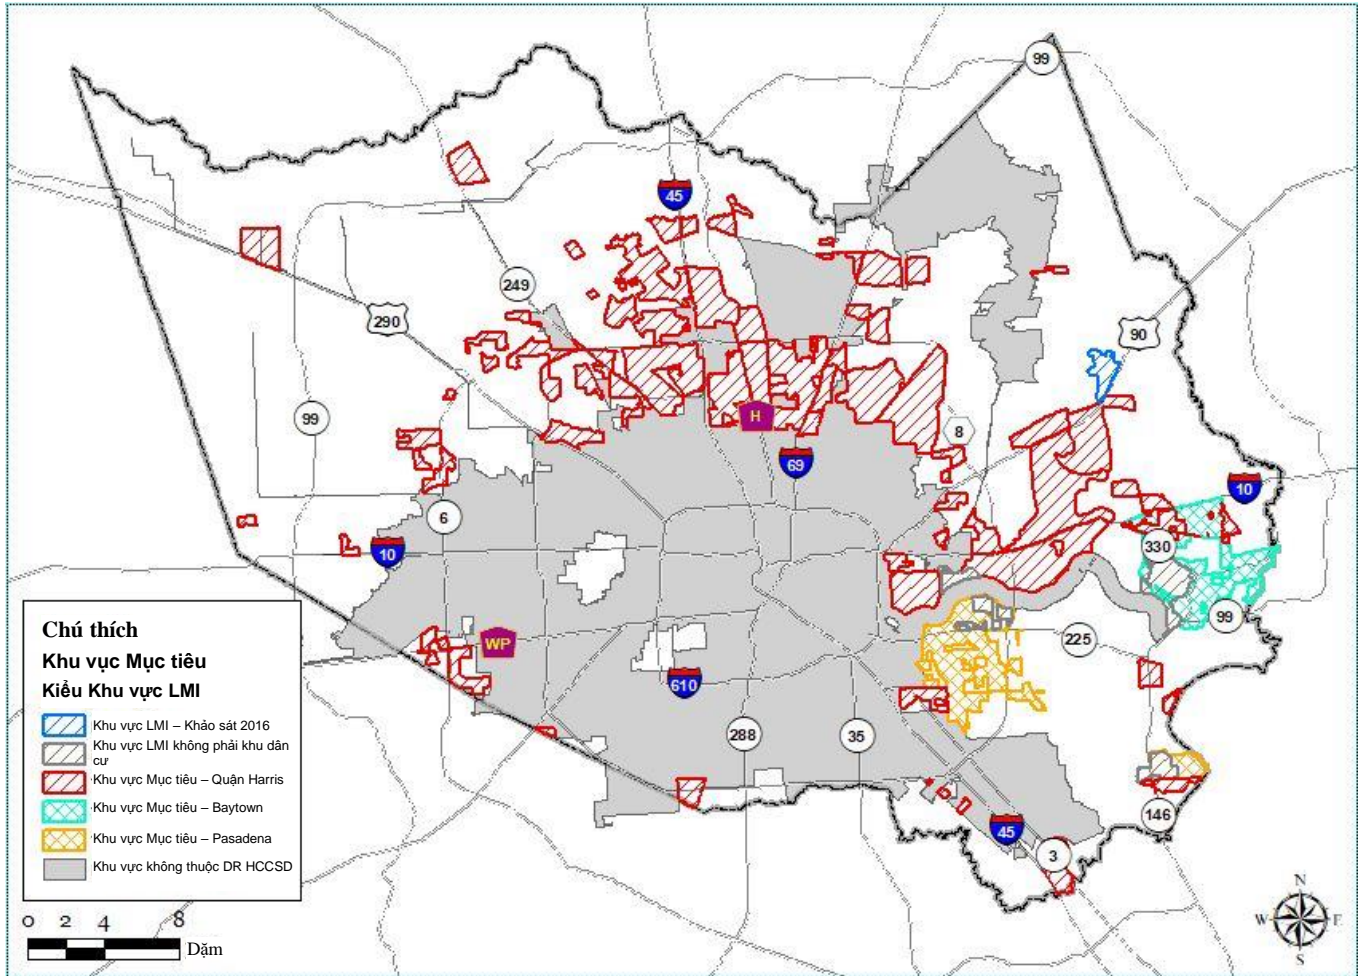 99
45
249
290
90
99
H
8
69
10
6
10
330
99
WP
225
610
288
35
146
45
3
Chú thích
Khu vực Mục tiêu
Kiểu Khu vực LMI
Khu vực LMI – Khảo sát 2016
Khu vực LMI không phải khu dân
cư
Khu vực Mục tiêu – Quận Harris
Khu vực Mục tiêu – Baytown
Khu vực Mục tiêu – Pasadena
Khu vực không thuộc DR HCCSD
0 2 4 8
Dặm
N
W E
S